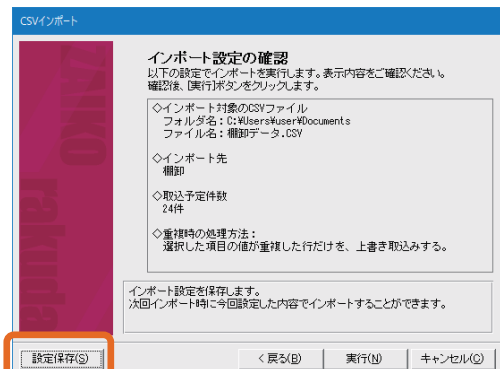 CSVインポート
インポート設定の確認
以下の設定でインポートを実行します。表示内容をご確認ください。
確認後、[実行]ボタンをクリックします。
◇インポート対象のCSVファイル
フォルダ名:C:¥Users¥user¥Documents
ファイル名:棚卸データ.CSV
◇インポート先
棚卸
◇取込予定件数
24件
◇重複時の処理方法:
選択した項目の値が重複した行だけを、上書き取込みする。
インポート設定を保存します。
次回インポート時に今回設定した内容でインポートすることができます。
ZAIKO
rakuda
設定保存(S)
< 戻る(B)
実行(N)
キャンセル(C)